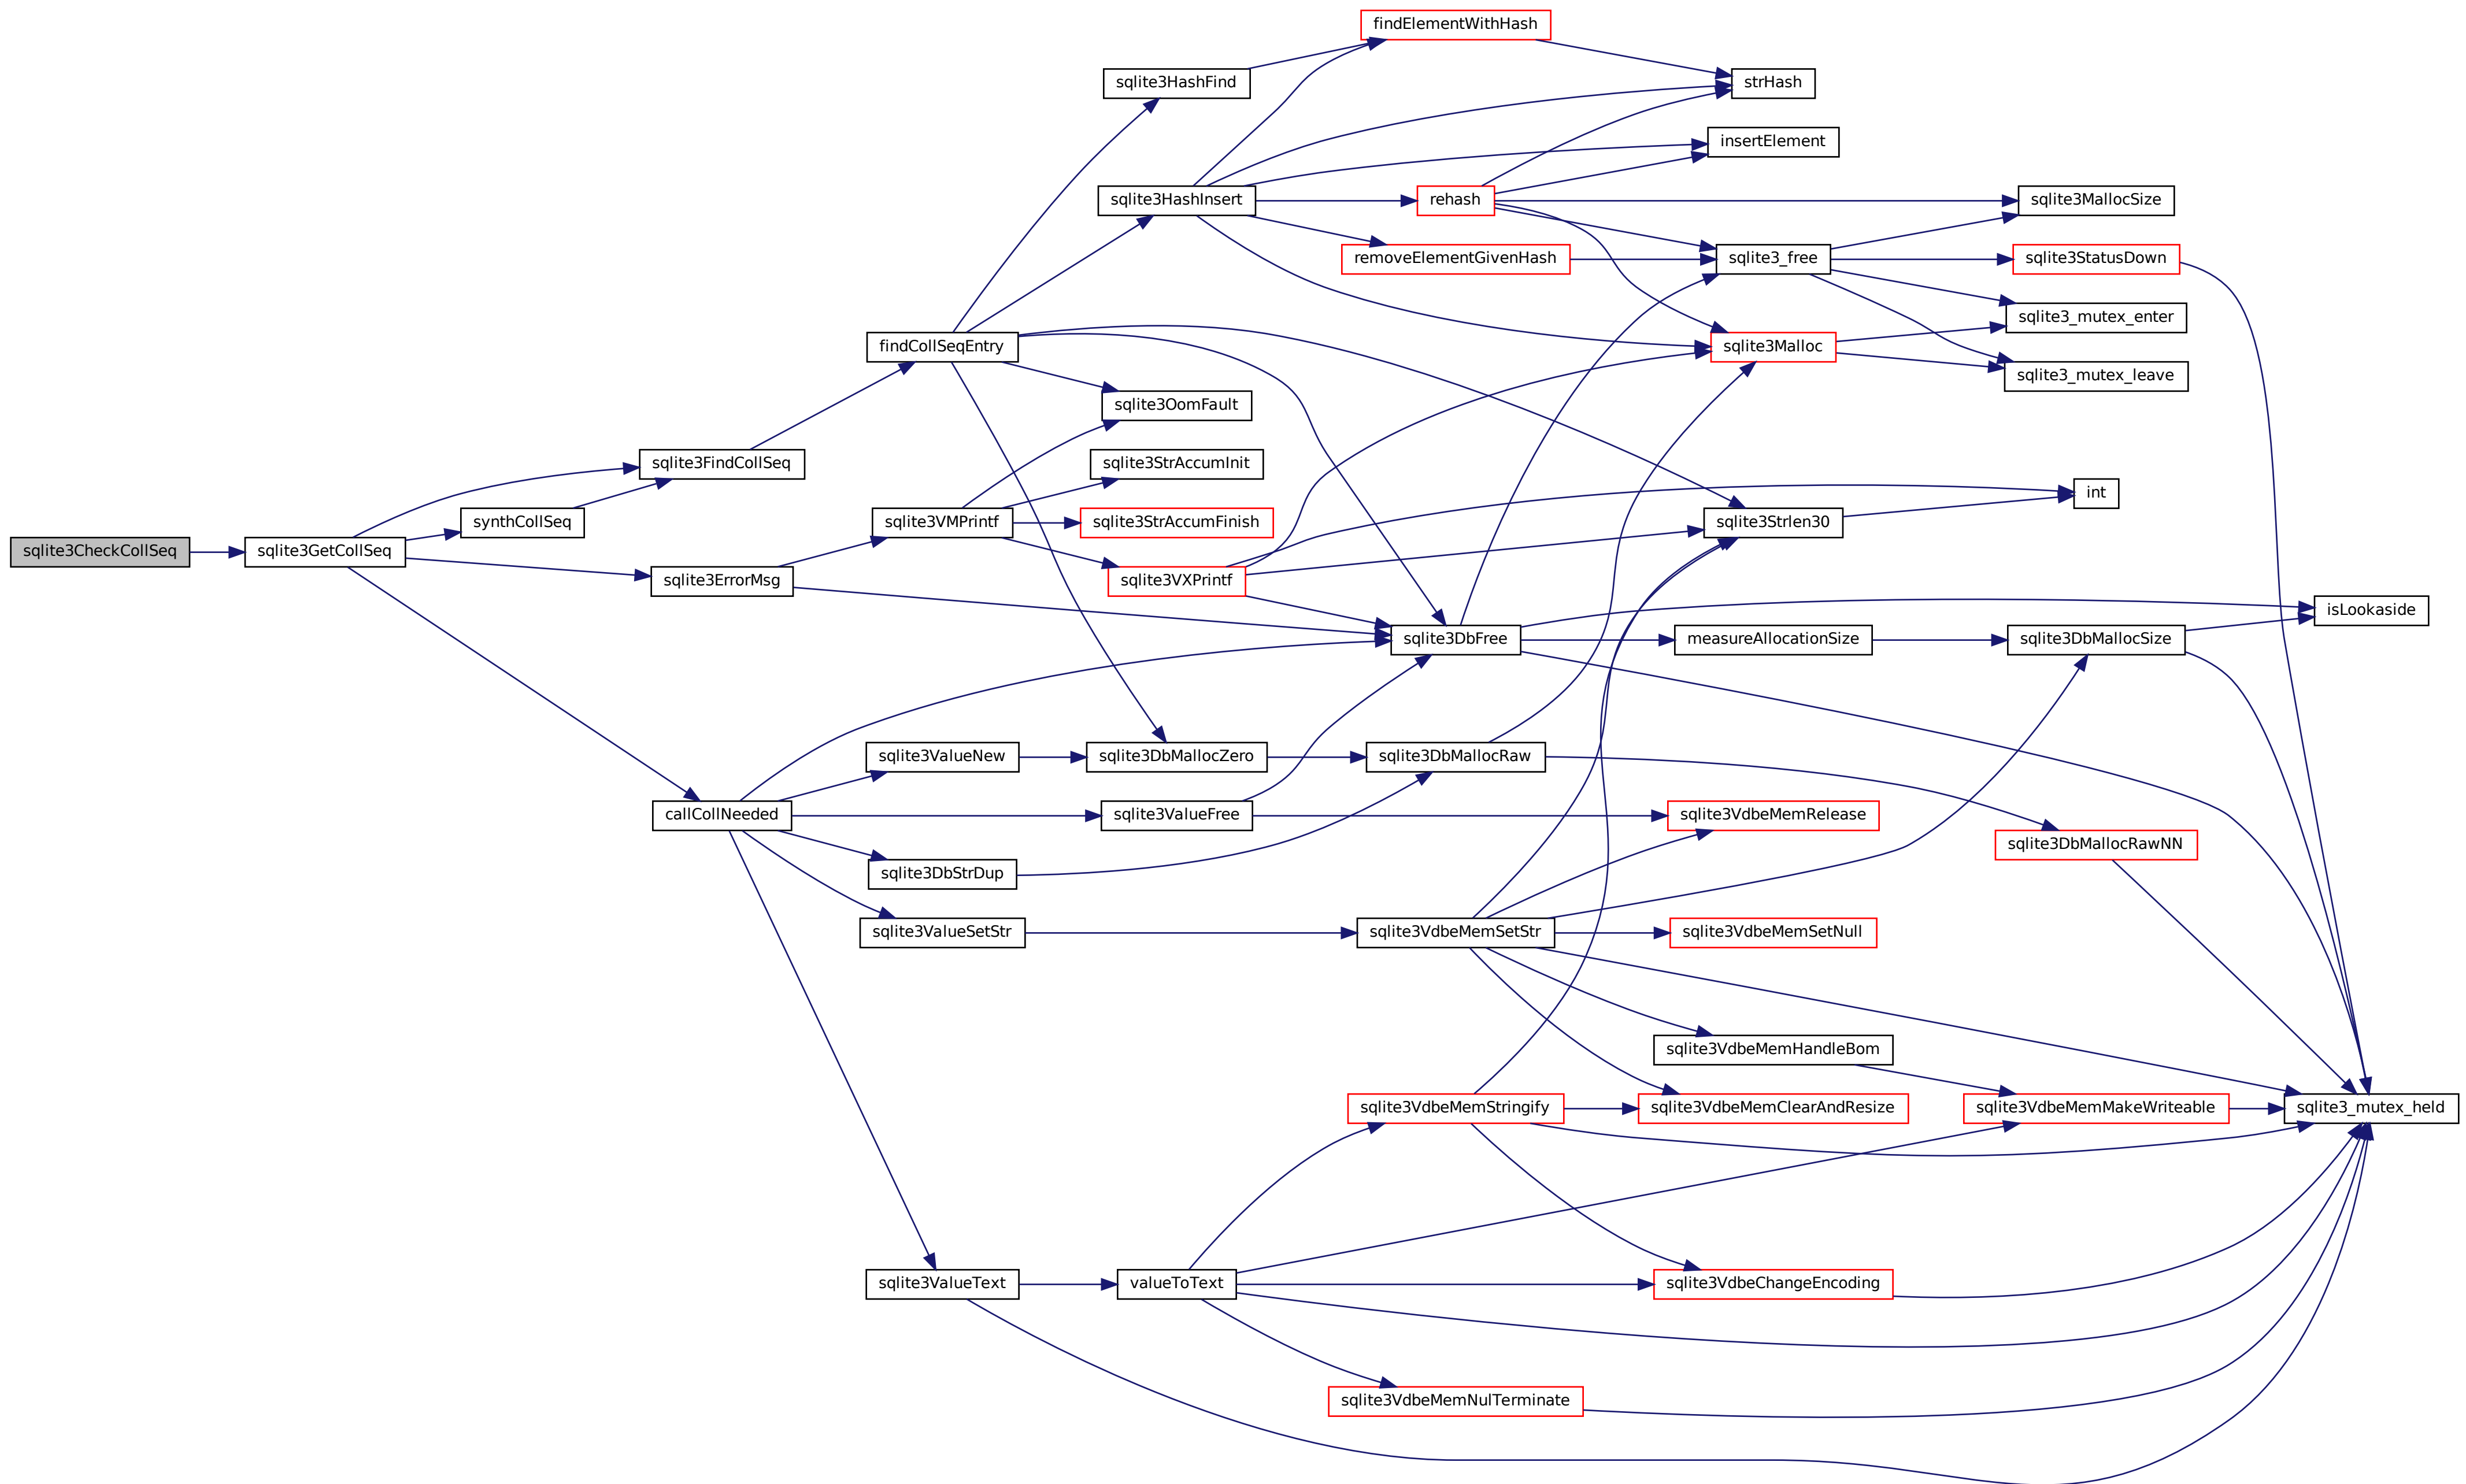 findElementWithHash
sqlite3HashFind
strHash
insertElement
sqlite3HashInsert
rehash
sqlite3MallocSize
removeElementGivenHash
sqlite3_free
sqlite3StatusDown
sqlite3_mutex_enter
findCollSeqEntry
sqlite3Malloc
sqlite3_mutex_leave
sqlite3OomFault
sqlite3FindCollSeq
sqlite3StrAccumInit
int
synthCollSeq
sqlite3VMPrintf
sqlite3StrAccumFinish
sqlite3Strlen30
sqlite3CheckCollSeq
sqlite3GetCollSeq
sqlite3ErrorMsg
sqlite3VXPrintf
isLookaside
sqlite3DbFree
measureAllocationSize
sqlite3DbMallocSize
sqlite3ValueNew
sqlite3DbMallocZero
sqlite3DbMallocRaw
callCollNeeded
sqlite3ValueFree
sqlite3VdbeMemRelease
sqlite3DbMallocRawNN
sqlite3DbStrDup
sqlite3ValueSetStr
sqlite3VdbeMemSetStr
sqlite3VdbeMemSetNull
sqlite3VdbeMemHandleBom
sqlite3VdbeMemStringify
sqlite3VdbeMemClearAndResize
sqlite3VdbeMemMakeWriteable
sqlite3_mutex_held
sqlite3ValueText
valueToText
sqlite3VdbeChangeEncoding
sqlite3VdbeMemNulTerminate